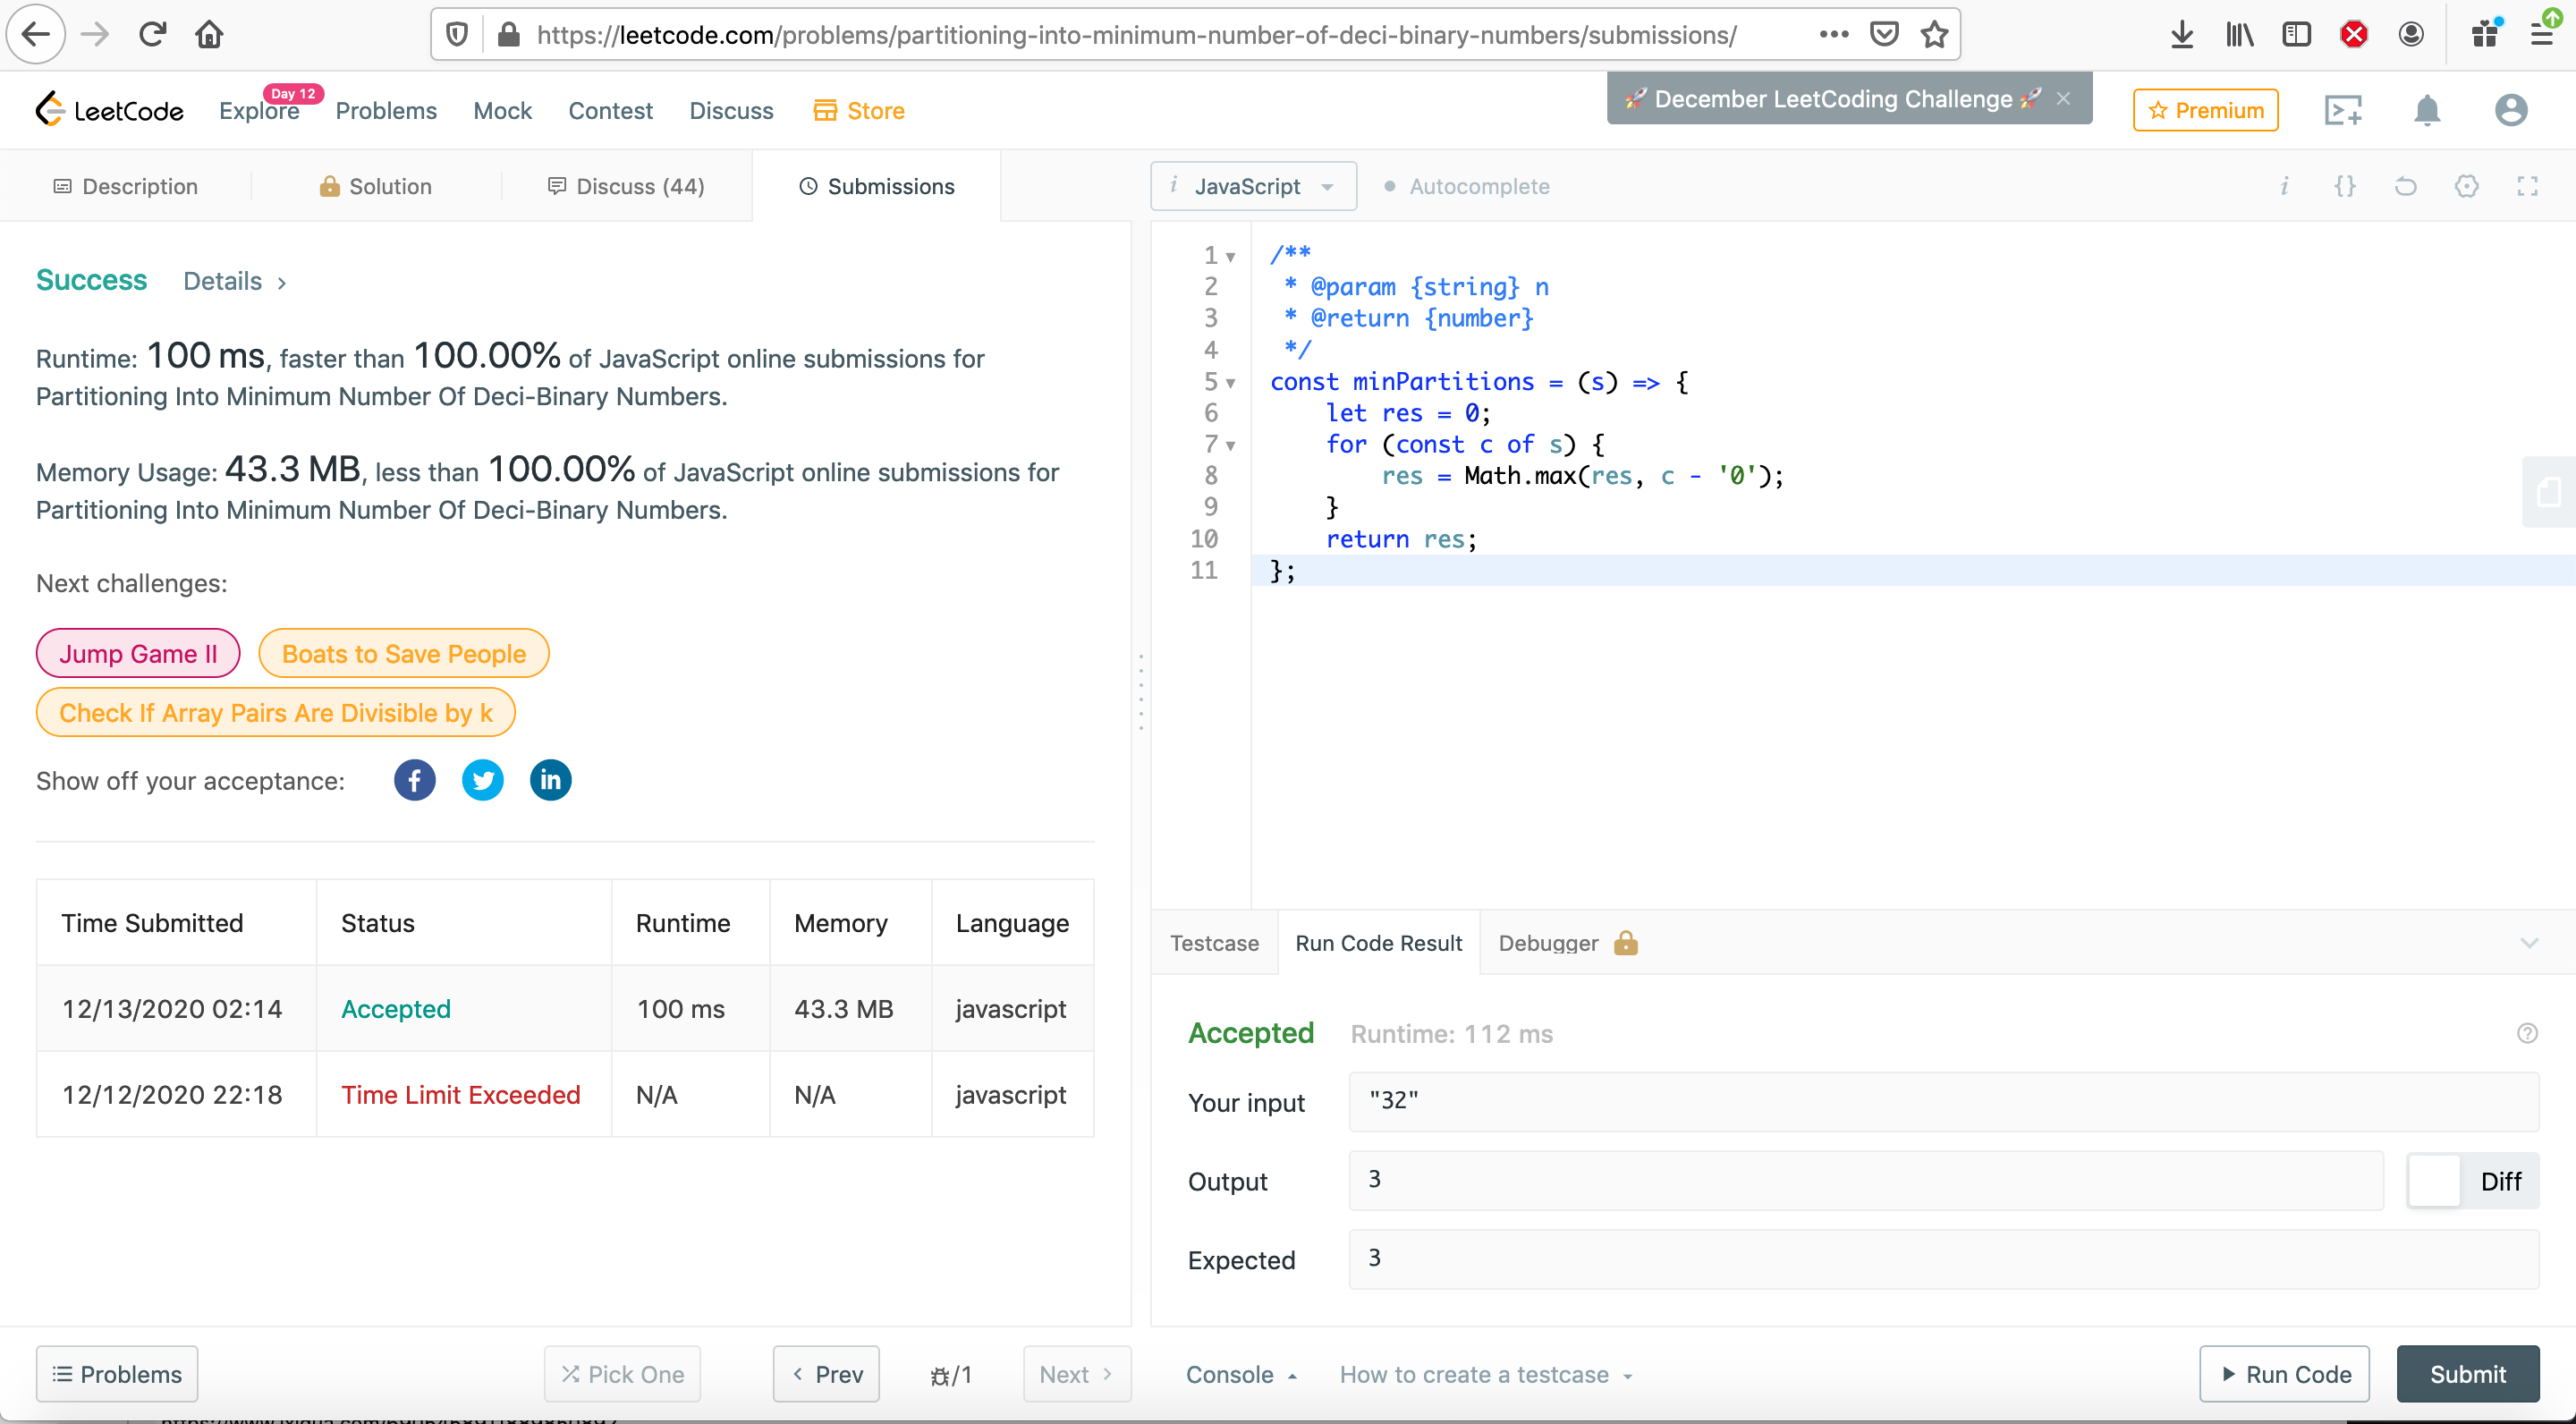 https://leetcode.com/problems/partitioning-into-minimum-number-of-deci-binary-numbers/submissions/
LeetCode
Explore
Day 12
Problems
Mock
Contest
Discuss
Store
🚀 December LeetCoding Challenge 🚀
Premium
Description
Solution
Discuss (44)
Submissions
i JavaScript
Autocomplete
Success Details >
Runtime: 100 ms, faster than 100.00% of JavaScript online submissions for
Partitioning Into Minimum Number Of Deci-Binary Numbers.
Memory Usage: 43.3 MB, less than 100.00% of JavaScript online submissions for
Partitioning Into Minimum Number Of Deci-Binary Numbers.
Next challenges:
Jump Game II
Boats to Save People
Check If Array Pairs Are Divisible by k
Show off your acceptance:
Time Submitted Status Runtime Memory Language
12/13/2020 02:14 Accepted 100 ms 43.3 MB javascript
12/12/2020 22:18 Time Limit Exceeded N/A N/A javascript
1 /**
2 * @param {string} n
3 * @return {number}
4 */
5 const minPartitions = (s) => {
6 let res = 0;
7 for (const c of s) {
8 res = Math.max(res, c - '0');
9 }
10 return res;
11 };
Testcase
Run Code Result
Debugger
Accepted Runtime: 112 ms
Your input "32"
Output 3
Diff
Expected 3
Problems
Pick One
< Prev
/1
Next >
Console
How to create a testcase
Run Code
Submit